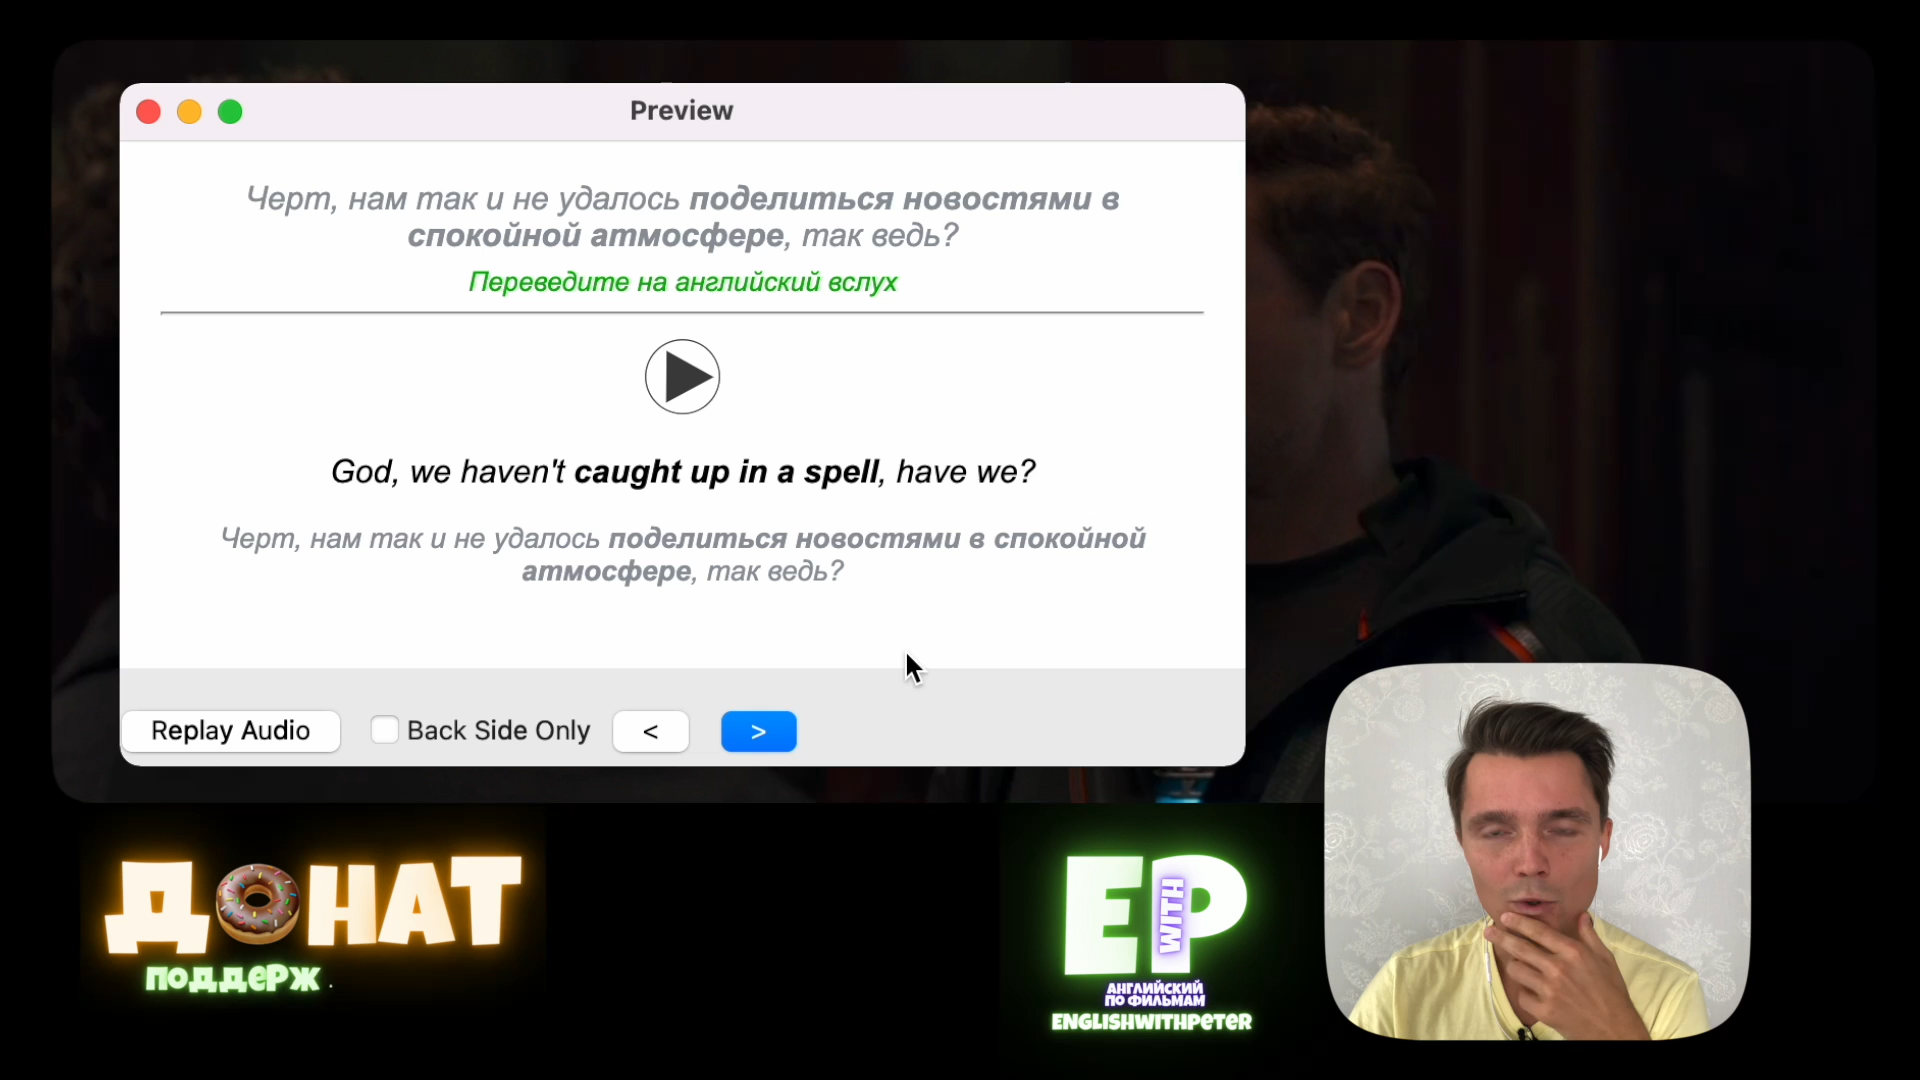 Preview
Черт, нам так и не удалось поделиться новостями в
спокойной атмосфере, так ведь?
Переведите на английский вслух
God, we haven't caught up in a spell, have we?
Черт, нам так и не удалось поделиться новостями в спокойной
атмосфере, так ведь?
Replay Audio
Back Side Only
<
>
ДОНАТ
поддерж .
EP
WITH
АНГЛИЙСКИЙ
ПО ФИЛЬМАМ
ENGLISHWITHPETER